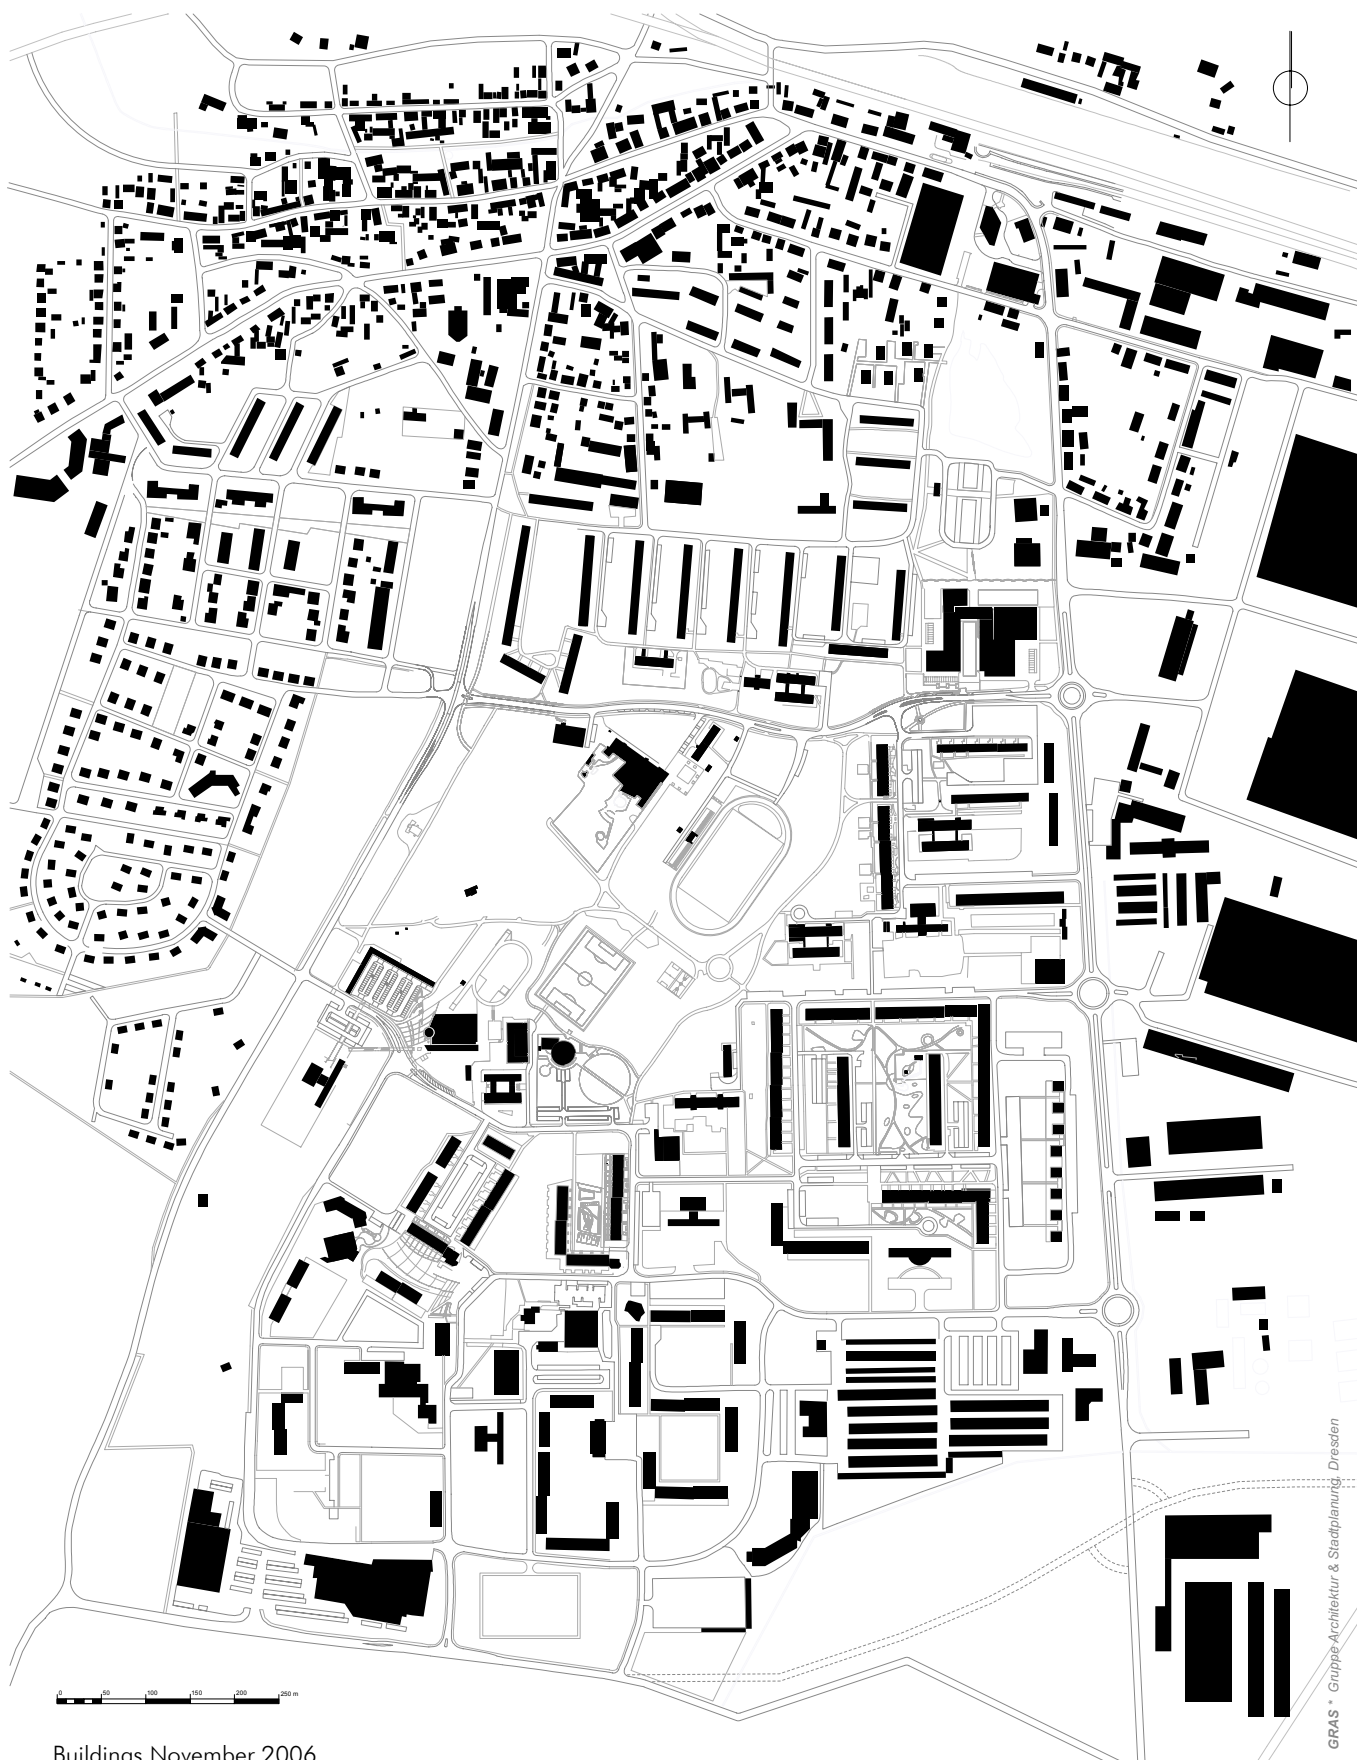 0 50 100 150 200 250 m
Buildings November 2006
GRAS * Gruppe Architektur & Stadtplanung, Dresden